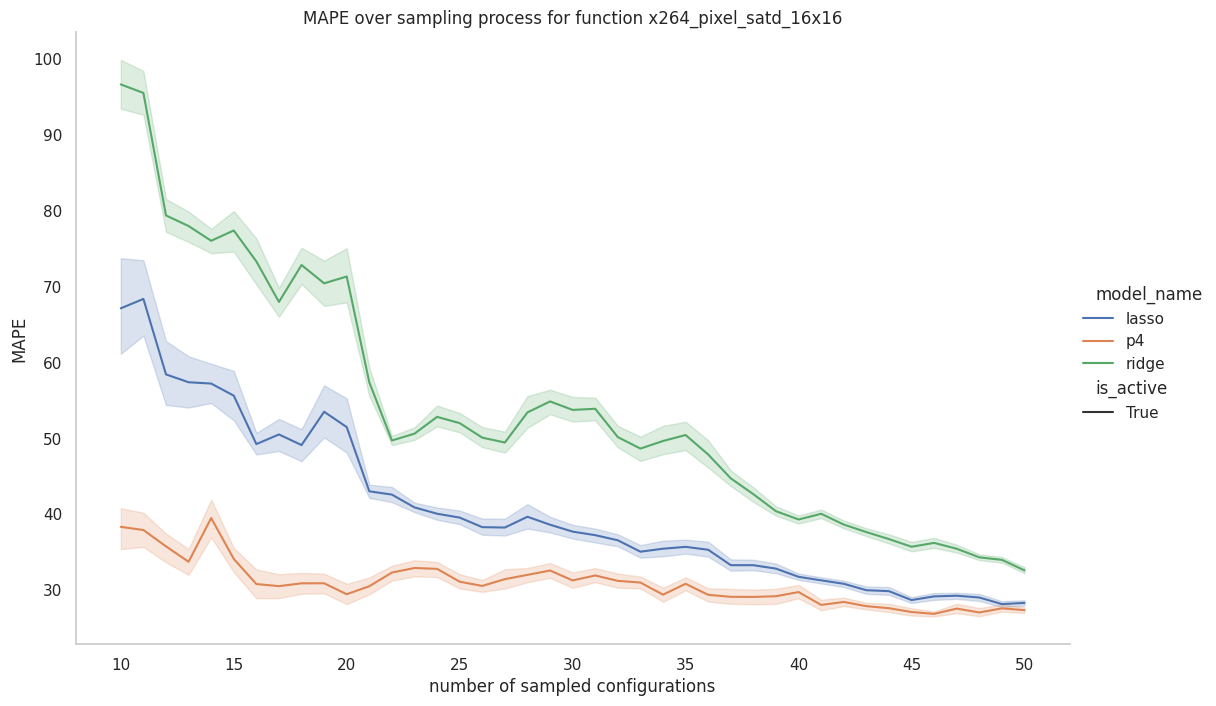 MAPE over sampling process for function x264_pixel_satd_16x16
100
90
80
70
60
50
40
30
MAPE
10 15 20 25 30 35 40 45 50
number of sampled configurations
model_name
lasso
p4
ridge
is_active
True